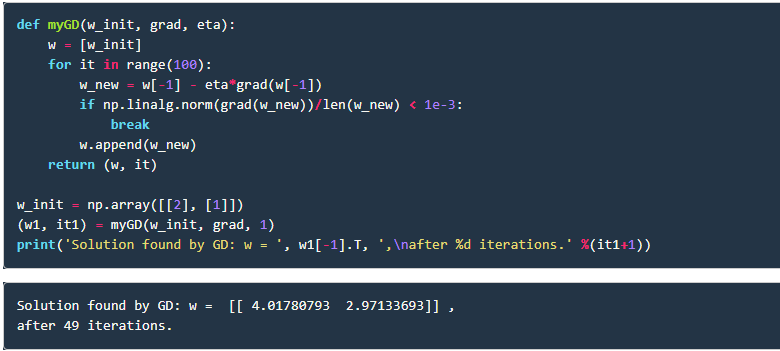 def myGD(w_init, grad, eta):
    w = [w_init]
    for it in range(100):
        w_new = w[-1] - eta*grad(w[-1])
        if np.linalg.norm(grad(w_new))/len(w_new) < 1e-3:
            break
        w.append(w_new)
    return (w, it)

w_init = np.array([[2], [1]])
(w1, it1) = myGD(w_init, grad, 1)
print('Solution found by GD: w = ', w1[-1].T, ',\nafter %d iterations.' %(it1+1))
Solution found by GD: w =  [[ 4.01780793  2.97133693]] ,
after 49 iterations.